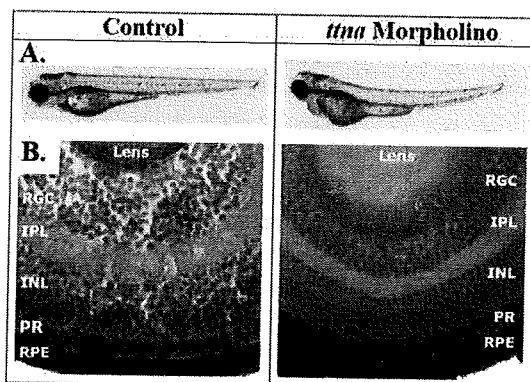 Control
ttna Morpholino
A.
B.
Lens
RGC
IPL
INL
PR
RPE
Lens
RGC
IPL
INL
PR
RPE